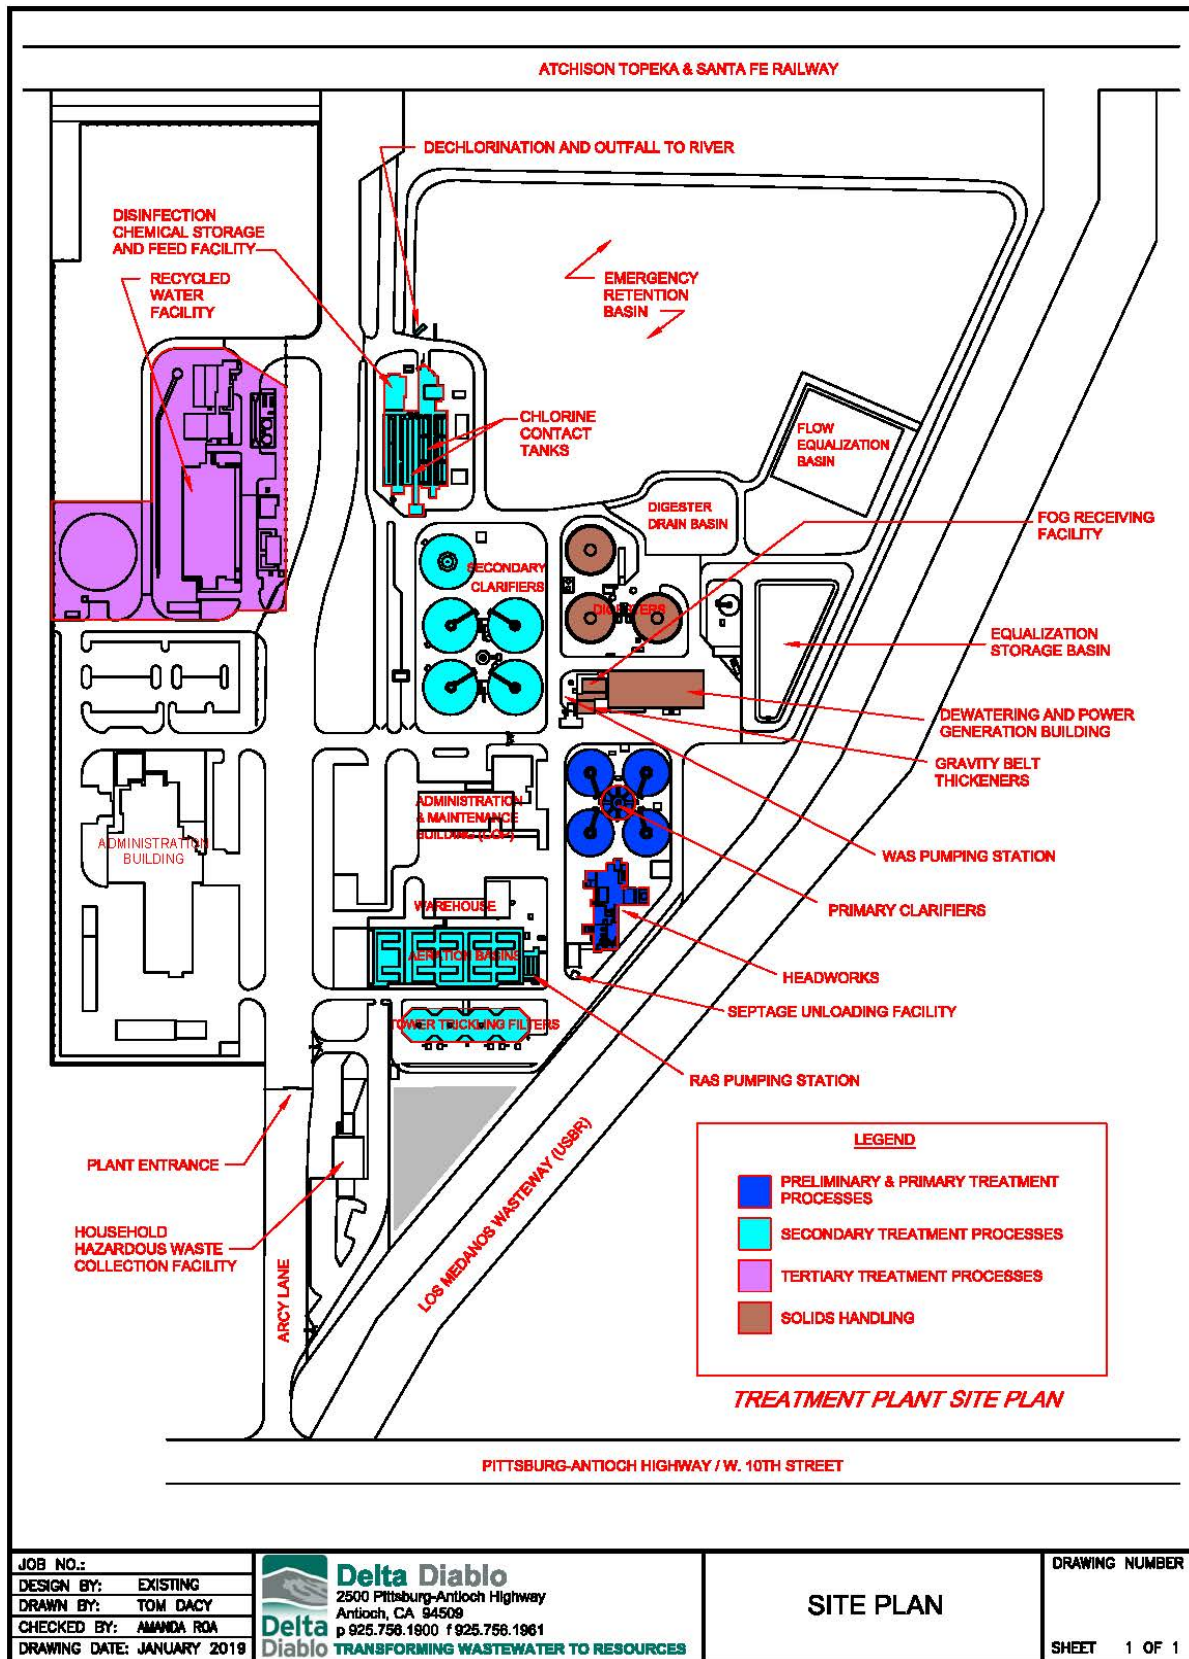 ATCHISON TOPEKA & SANTA FE RAILWAY
DECHLORINATION AND OUTFALL TO RIVER
DISINFECTION
CHEMICAL STORAGE
AND FEED FACILITY
RECYCLED
WATER
FACILITY
EMERGENCY
RETENTION
BASIN
CHLORINE
CONTACT
TANKS
FLOW
EQUALIZATION
BASIN
DIGESTER
DRAIN BASIN
FOG RECEIVING
FACILITY
SECONDARY
CLARIFIERS
DIGESTERS
EQUALIZATION
STORAGE BASIN
DEWATERING AND POWER
GENERATION BUILDING
GRAVITY BELT
THICKENERS
ADMINISTRATION
& MAINTENANCE
BUILDING (COF)
ADMINISTRATION
BUILDING
WAS PUMPING STATION
PRIMARY CLARIFIERS
WAREHOUSE
AERATION BASINS
HEADWORKS
SEPTAGE UNLOADING FACILITY
TOWER TRICKLING FILTERS
RAS PUMPING STATION
PLANT ENTRANCE
HOUSEHOLD
HAZARDOUS WASTE
COLLECTION FACILITY
ARCY LANE
LOS MEDANOS WASTEWAY (USBR)
LEGEND
PRELIMINARY & PRIMARY TREATMENT
PROCESSES
SECONDARY TREATMENT PROCESSES
TERTIARY TREATMENT PROCESSES
SOLIDS HANDLING
TREATMENT PLANT SITE PLAN
PITTSBURG-ANTIOCH HIGHWAY / W. 10TH STREET
JOB NO.:
DESIGN BY: EXISTING
DRAWN BY: TOM DACY
CHECKED BY: AMANDA ROA
DRAWING DATE: JANUARY 2019
Delta
Diablo
Delta Diablo
2500 Pittsburg-Antioch Highway
Antioch, CA 94509
p 925.756.1900 f 925.756.1961
TRANSFORMING WASTEWATER TO RESOURCES
SITE PLAN
DRAWING NUMBER
SHEET 1 OF 1